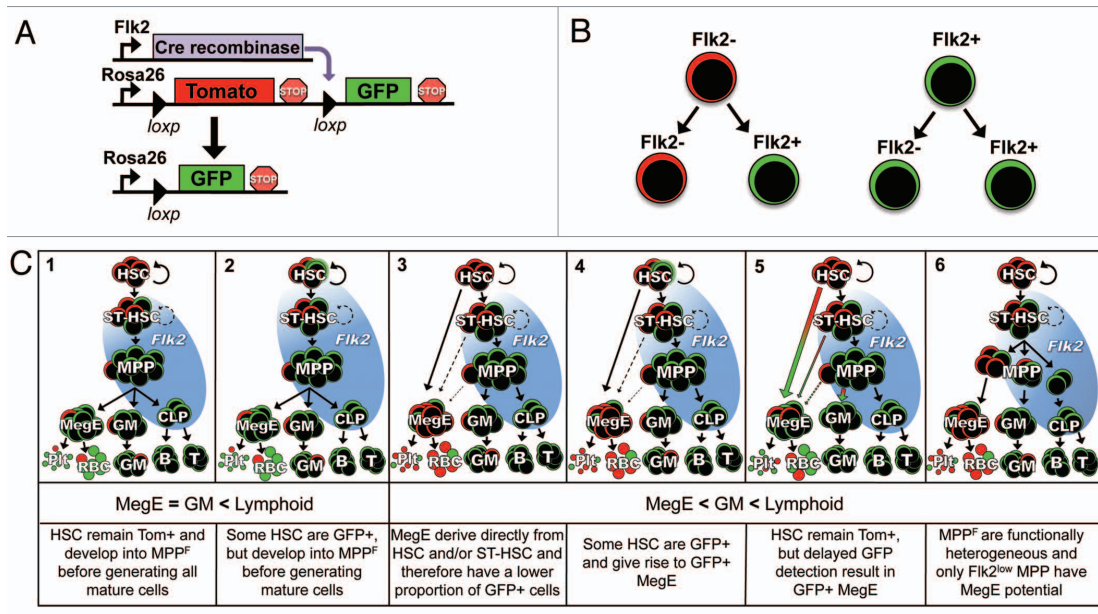 A
Flk2
Cre recombinase
Rosa26
Tomato
STOP
GFP
STOP
loxp
loxp
Rosa26
GFP
STOP
loxp
B
Flk2-
Flk2+
Flk2-
Flk2+
Flk2-
Flk2+
C
1
HSC
ST-HSC
Flk2
MPP
MegE
GM
CLP
Plt
RBC
GM
B
T
2
HSC
ST-HSC
Flk2
MPP
MegE
GM
CLP
Plt
RBC
GM
B
T
3
HSC
ST-HSC
Flk2
MPP
MegE
GM
CLP
Plt
RBC
GM
B
T
4
HSC
ST-HSC
Flk2
MPP
MegE
GM
CLP
Plt
RBC
GM
B
T
5
HSC
ST-HSC
Flk2
MPP
MegE
GM
CLP
Plt
RBC
GM
B
T
6
HSC
ST-HSC
Flk2
MPP
MegE
GM
CLP
Plt
RBC
GM
B
T
MegE = GM < Lymphoid
MegE < GM < Lymphoid
HSC remain Tom+ and
develop into MPPF
before generating all
mature cells
Some HSC are GFP+,
but develop into MPPF
before generating
mature cells
MegE derive directly from
HSC and/or ST-HSC and
therefore have a lower
proportion of GFP+ cells
Some HSC are GFP+
and give rise to GFP+
MegE
HSC remain Tom+,
but delayed GFP
detection result in
GFP+ MegE
MPPF are functionally
heterogeneous and
only Flk2low MPP have
MegE potential